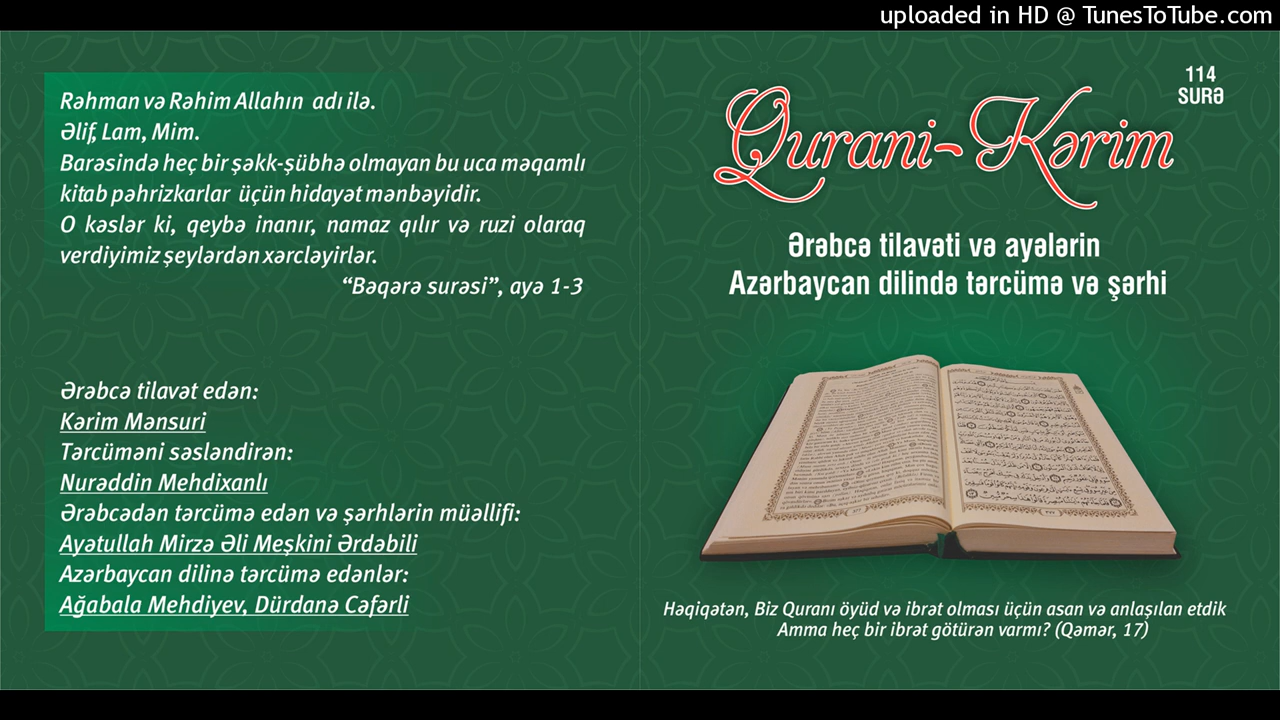 uploaded in HD @ TunesToTube.com
Rəhman və Rəhim Allahın adı ilə.
Əlif, Lam, Mim.
Barəsində heç bir şəkk-şübhə olmayan bu uca məqamlı
kitab pəhrizkarlar üçün hidayət mənbəyidir.
O kəslər ki, qeybə inanır, namaz qılır və ruzi olaraq
verdiyimiz şeylərdən xərcləyirlər.
“Bəqərə surəsi”, ayə 1-3
Ərəbcə tilavət edən:
Kərim Mənsuri
Tərcüməni səsləndirən:
Nurəddin Mehdixanlı
Ərəbcədən tərcümə edən və şərhlərin müəllifi:
Ayətullah Mirzə Əli Meşkini Ərdəbili
Azərbaycan dilinə tərcümə edənlər:
Ağabala Mehdiyev, Dürdanə Cəfərli
114
SURƏ
Qurani-Kərim
Ərəbcə tilavəti və ayələrin
Azərbaycan dilində tərcümə və şərhi
Həqiqətən, Biz Quranı öyüd və ibrət olması üçün asan və anlaşılan etdik
Amma heç bir ibrət götürən varmı? (Qəmər, 17)